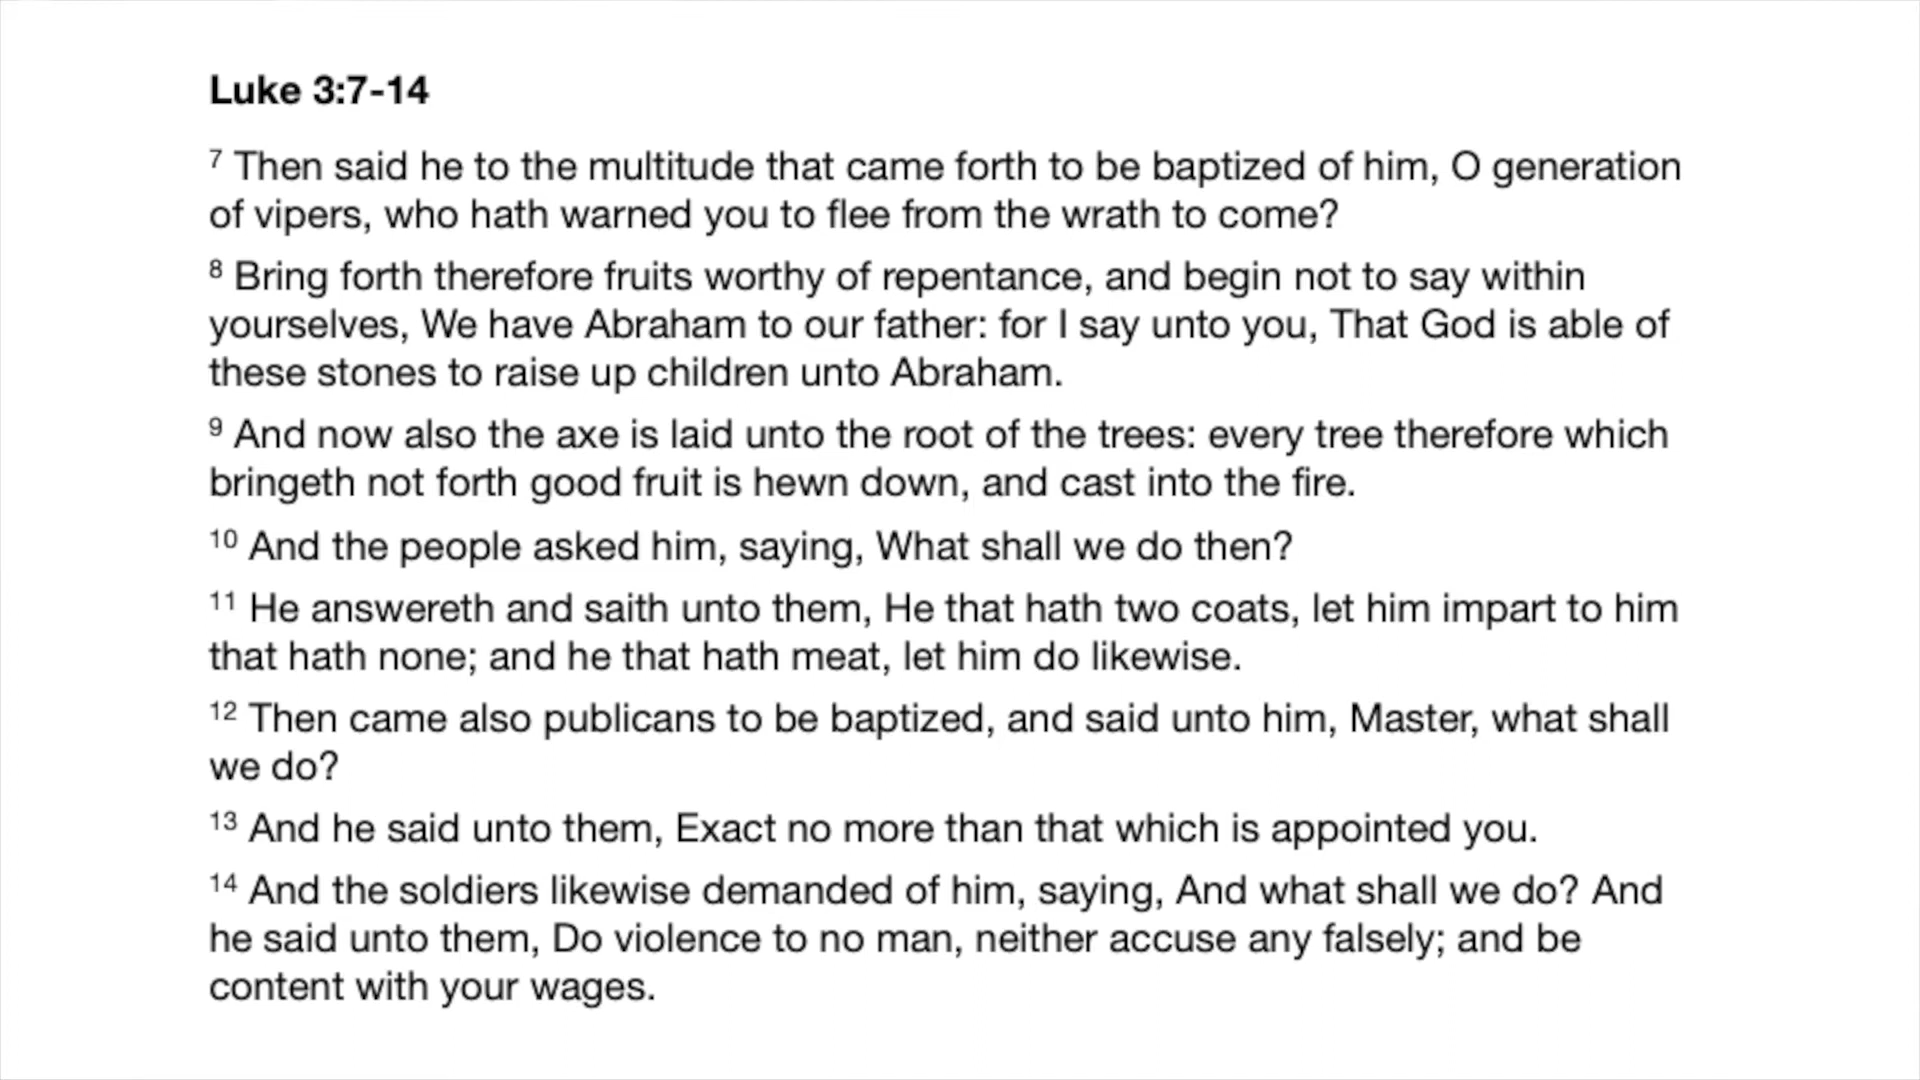 Luke 3:7-14
7 Then said he to the multitude that came forth to be baptized of him, O generation
of vipers, who hath warned you to flee from the wrath to come?
8 Bring forth therefore fruits worthy of repentance, and begin not to say within
yourselves, We have Abraham to our father: for I say unto you, That God is able of
these stones to raise up children unto Abraham.
9 And now also the axe is laid unto the root of the trees: every tree therefore which
bringeth not forth good fruit is hewn down, and cast into the fire.
10 And the people asked him, saying, What shall we do then?
11 He answereth and saith unto them, He that hath two coats, let him impart to him
that hath none; and he that hath meat, let him do likewise.
12 Then came also publicans to be baptized, and said unto him, Master, what shall
we do?
13 And he said unto them, Exact no more than that which is appointed you.
14 And the soldiers likewise demanded of him, saying, And what shall we do? And
he said unto them, Do violence to no man, neither accuse any falsely; and be
content with your wages.